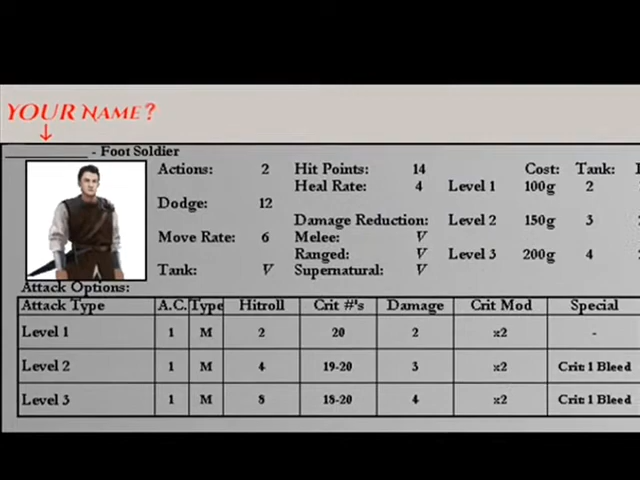 YOUR NAME?
- Foot Soldier
Actions: 2 Hit Points: 14 Cost: Tank:
Heal Rate: 4 Level 1 100g 2
Dodge: 12
Damage Reduction: Level 2 150g 3
Move Rate: 6 Melee: V
Ranged: V Level 3 200g 4
Tank: V Supernatural: V
Attack Options:
Attack Type A.C. Type Hitroll Crit #'s Damage Crit Mod Special
Level 1 1 M 2 20 2 x2 -
Level 2 1 M 4 19-20 3 x2 Crit: 1 Bleed
Level 3 1 M 8 18-20 4 x2 Crit: 1 Bleed